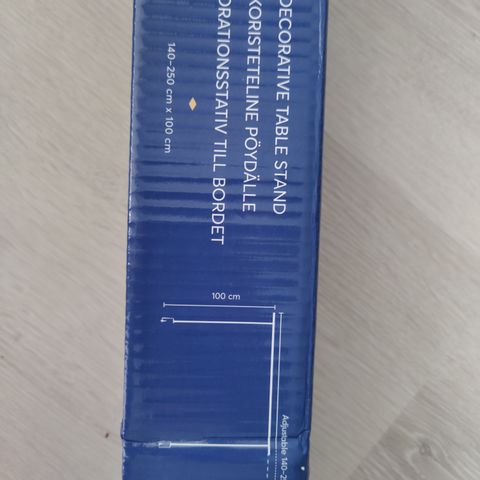 DECORATIVE TABLE STAND
KORISTETELINE PÖYDÄLLE
ORATIONSSTATIV TILL BORDET
140-250 cm x 100 cm
100 cm
Adjustable 140-2